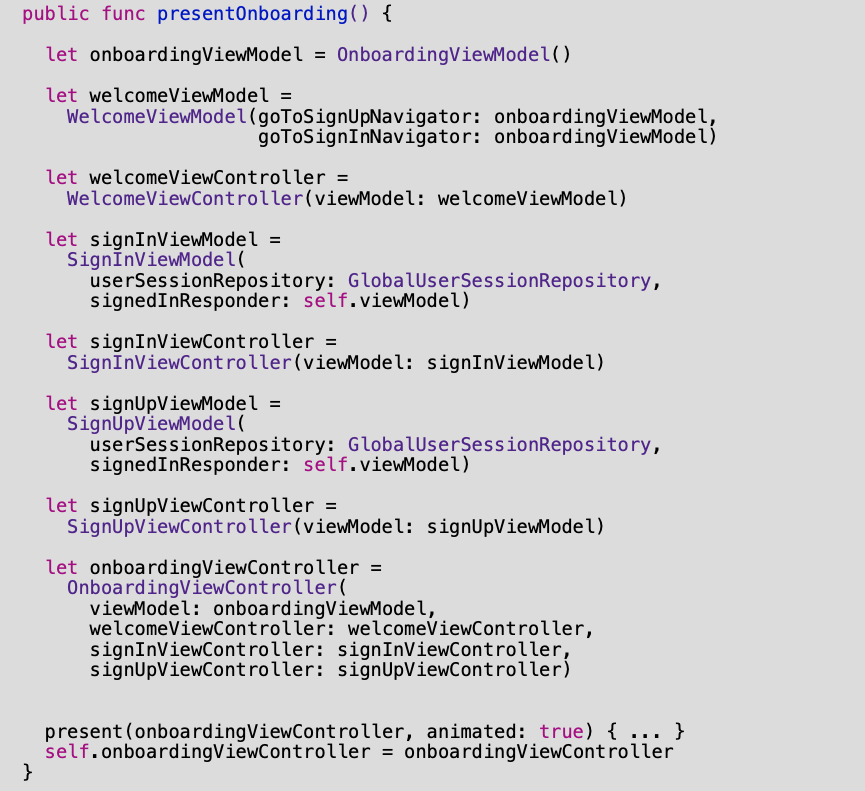 public func presentOnboarding() {
let onboardingViewModel = OnboardingViewModel()
let welcomeViewModel =
WelcomeViewModel(goToSignUpNavigator: onboardingViewModel,
goToSignInNavigator: onboardingViewModel)
let welcomeViewController =
WelcomeViewController(viewModel: welcomeViewModel)
let signInViewModel =
SignInViewModel(
userSessionRepository: GlobalUserSessionRepository,
signedInResponder: self.viewModel)
let signInViewController =
SignInViewController(viewModel: signInViewModel)
let signUpViewModel =
SignUpViewModel(
userSessionRepository: GlobalUserSessionRepository,
signedInResponder: self.viewModel)
let signUpViewController =
SignUpViewController(viewModel: signUpViewModel)
let onboardingViewController =
OnboardingViewController(
viewModel: onboardingViewModel,
welcomeViewController: welcomeViewController,
signInViewController: signInViewController,
signUpViewController: signUpViewController)
present(onboardingViewController, animated: true) { ... }
self.onboardingViewController = onboardingViewController
}